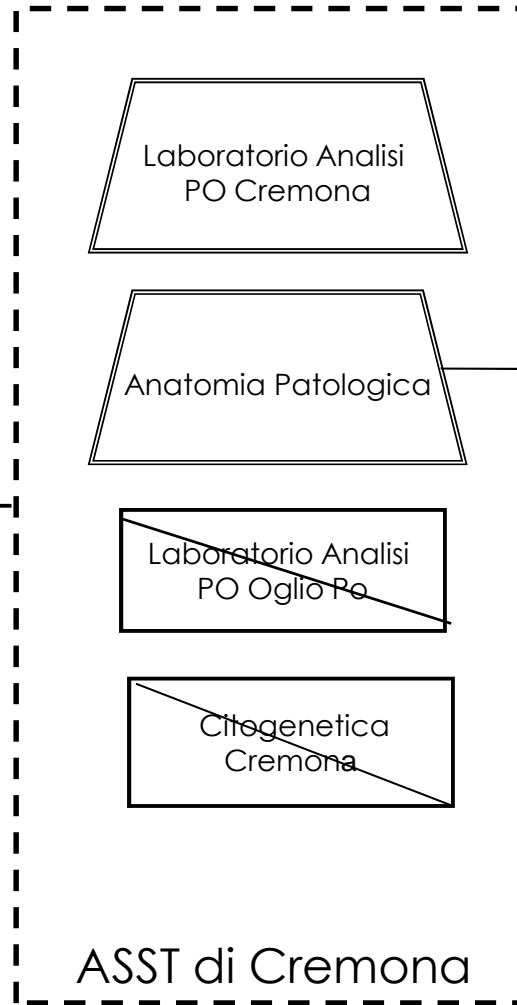 Laboratorio Analisi
PO Cremona
Anatomia Patologica
Laboratorio Analisi
PO Oglio Po
Citogenetica
Cremona
ASST di Cremona